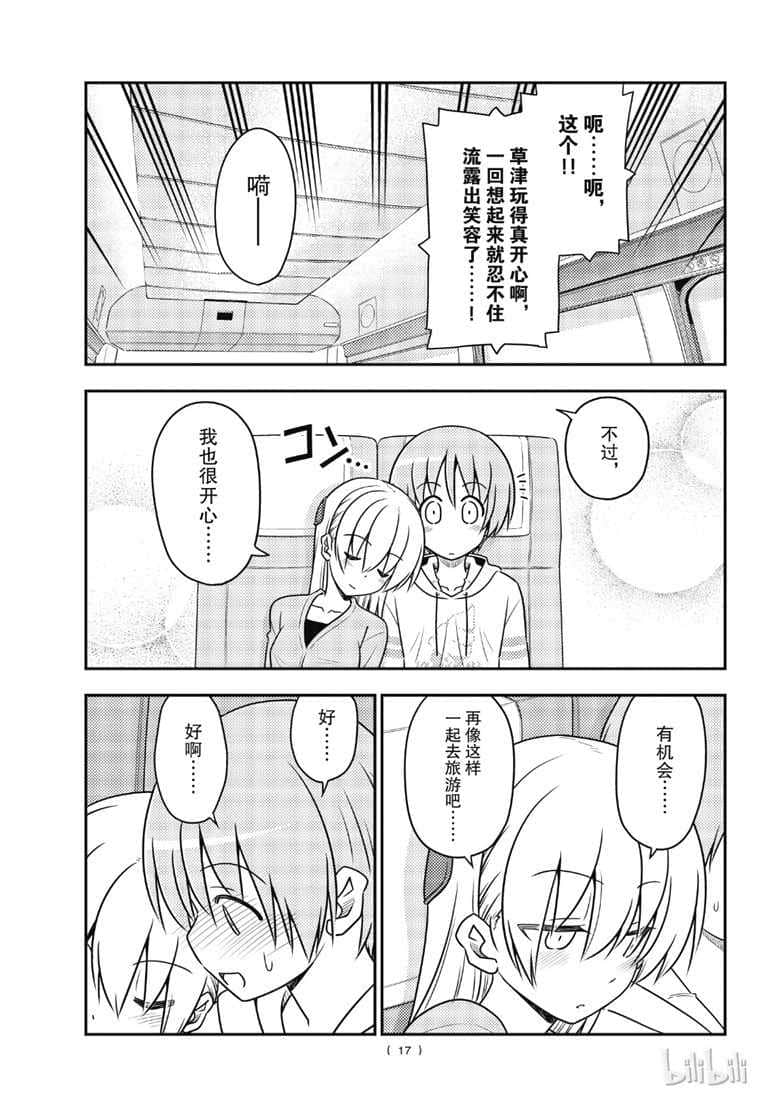 呃……呃，
这个!!
草津玩得真开心啊，
一回想起来就忍不住
流露出笑容了……！
嗬——
不过，
コン…
我也很开心……
有机会……
再像这样
一起去旅游吧……
好……
好啊……
( 17 )
bilibili